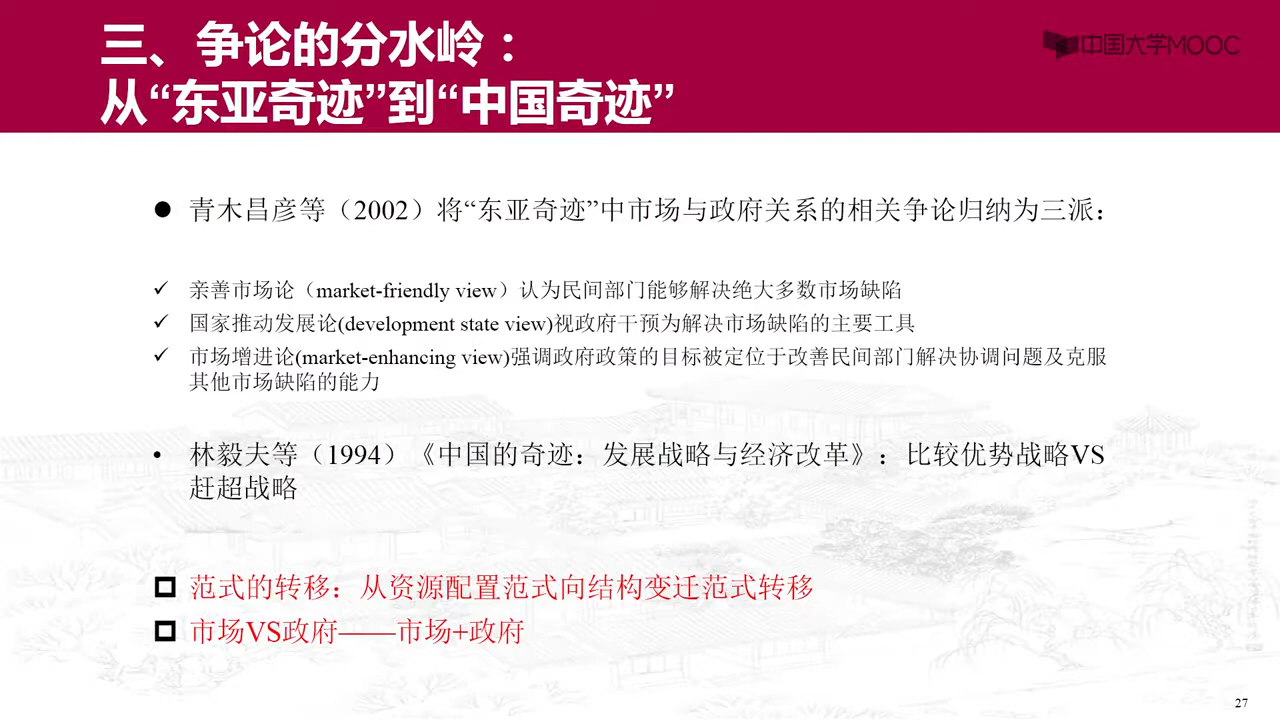 三、争论的分水岭：
从“东亚奇迹”到“中国奇迹”
中国大学MOOC
● 青木昌彦等（2002）将“东亚奇迹”中市场与政府关系的相关争论归纳为三派：
✓ 亲善市场论（market-friendly view）认为民间部门能够解决绝大多数市场缺陷
✓ 国家推动发展论(development state view)视政府干预为解决市场缺陷的主要工具
✓ 市场增进论(market-enhancing view)强调政府政策的目标被定位于改善民间部门解决协调问题及克服
其他市场缺陷的能力
• 林毅夫等（1994）《中国的奇迹：发展战略与经济改革》：比较优势战略VS
赶超战略
范式的转移：从资源配置范式向结构变迁范式转移
市场VS政府——市场+政府
27